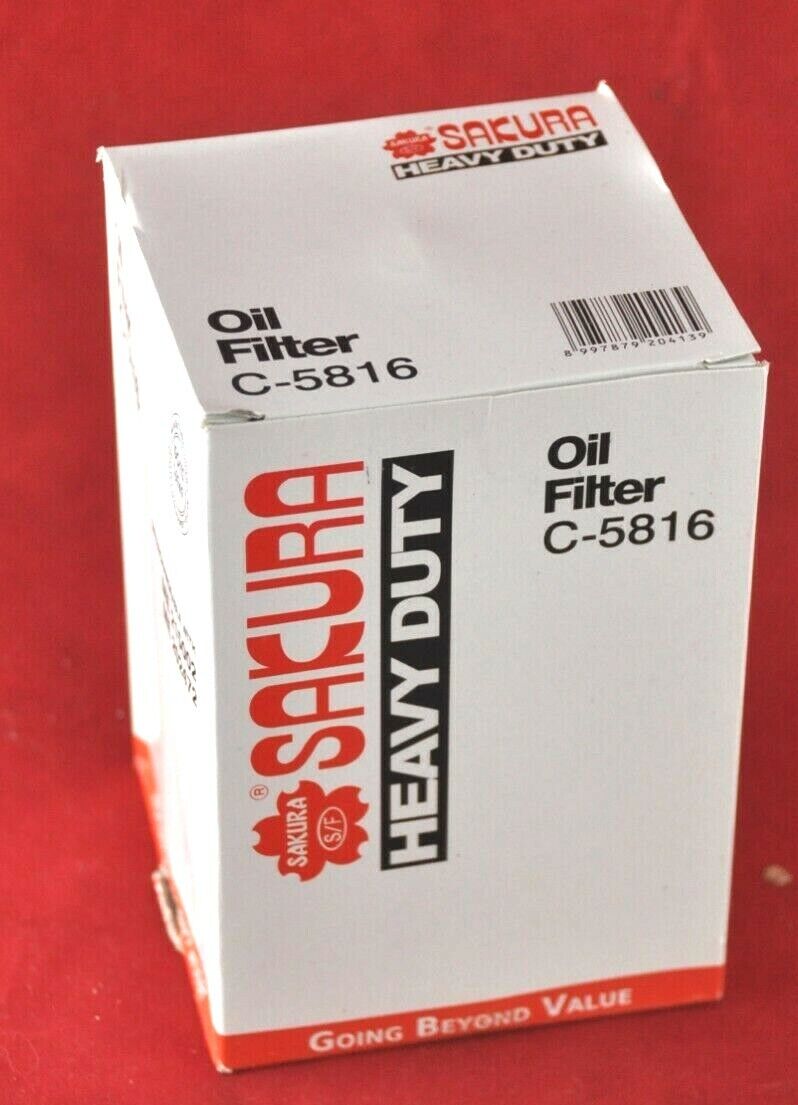 SAKURA
SAKURA
HEAVY DUTY
Oil
Filter
C-5816
8 997879 204139
Oil
Filter
C-5816
SAKURA
HEAVY DUTY
®
SAKURA
S/F
GOING BEYOND VALUE